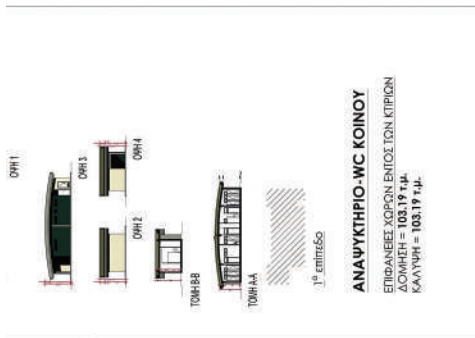 ΟΨΗ 1
ΟΨΗ 3
ΟΨΗ 4
ΟΨΗ 2
ΤΟΜΗ Β-Β
ΤΟΜΗ Α-Α
1° επίπεδο
ΑΝΑΨΥΚΤΗΡΙΟ-WC ΚΟΙΝΟΥ
ΕΠΙΦΑΝΕΙΕΣ ΧΩΡΩΝ ΕΝΤΟΣ ΤΩΝ ΚΤΙΡΙΩΝ
ΔΟΜΗΣΗ = 103.19 τ.μ.
ΚΑΛΥΨΗ = 103.19 τ.μ.